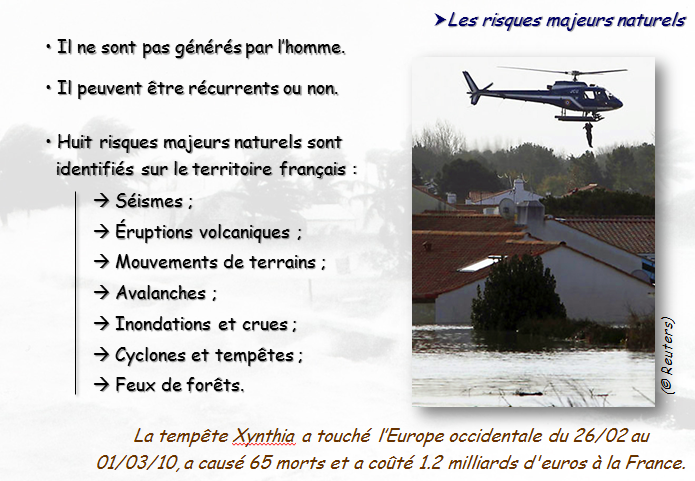 ➔Les risques majeurs naturels
• Il ne sont pas générés par l'homme.
• Il peuvent être récurrents ou non.
• Huit risques majeurs naturels sont
identifiés sur le territoire français :
→ Séismes ;
→ Éruptions volcaniques ;
→ Mouvements de terrains ;
→ Avalanches ;
→ Inondations et crues ;
→ Cyclones et tempêtes ;
→ Feux de forêts.
(© Reuters)
La tempête Xynthia a touché l'Europe occidentale du 26/02 au
01/03/10, a causé 65 morts et a coûté 1.2 milliards d'euros à la France.